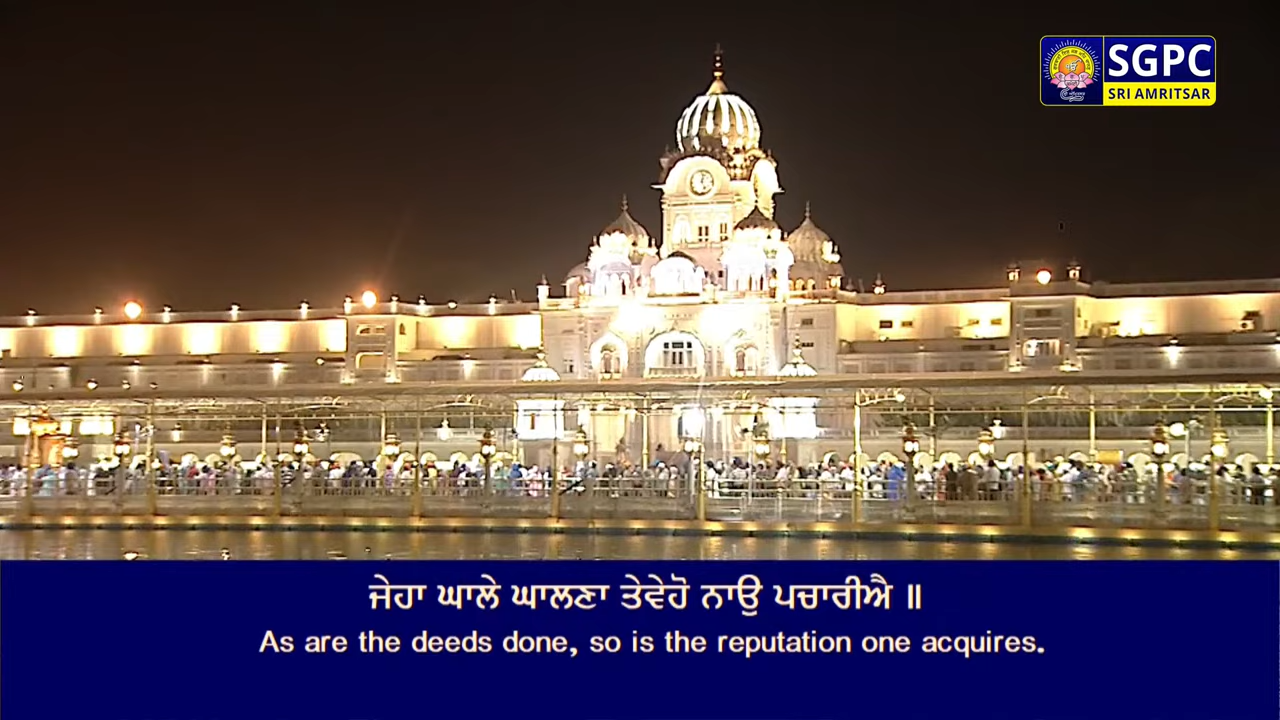 SGPC
SRI AMRITSAR
ਜੇਹਾ ਘਾਲੇ ਘਾਲਣਾ ਤੇਵੇਹੋ ਨਾਉ ਪਚਾਰੀਐ ॥
As are the deeds done, so is the reputation one acquires.